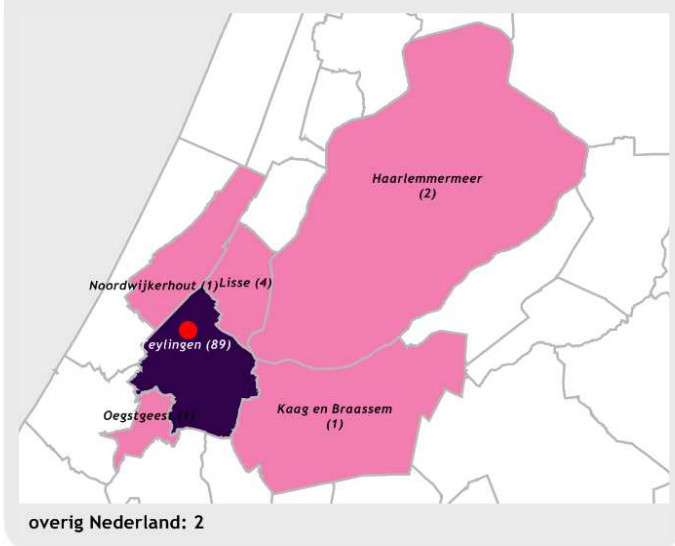 Haarlemmermeer
(2)
Noordwijkerhout (1)
Lisse (4)
eylingen (89)
Oegstgeest (1)
Kaag en Braassem
(1)
overig Nederland: 2